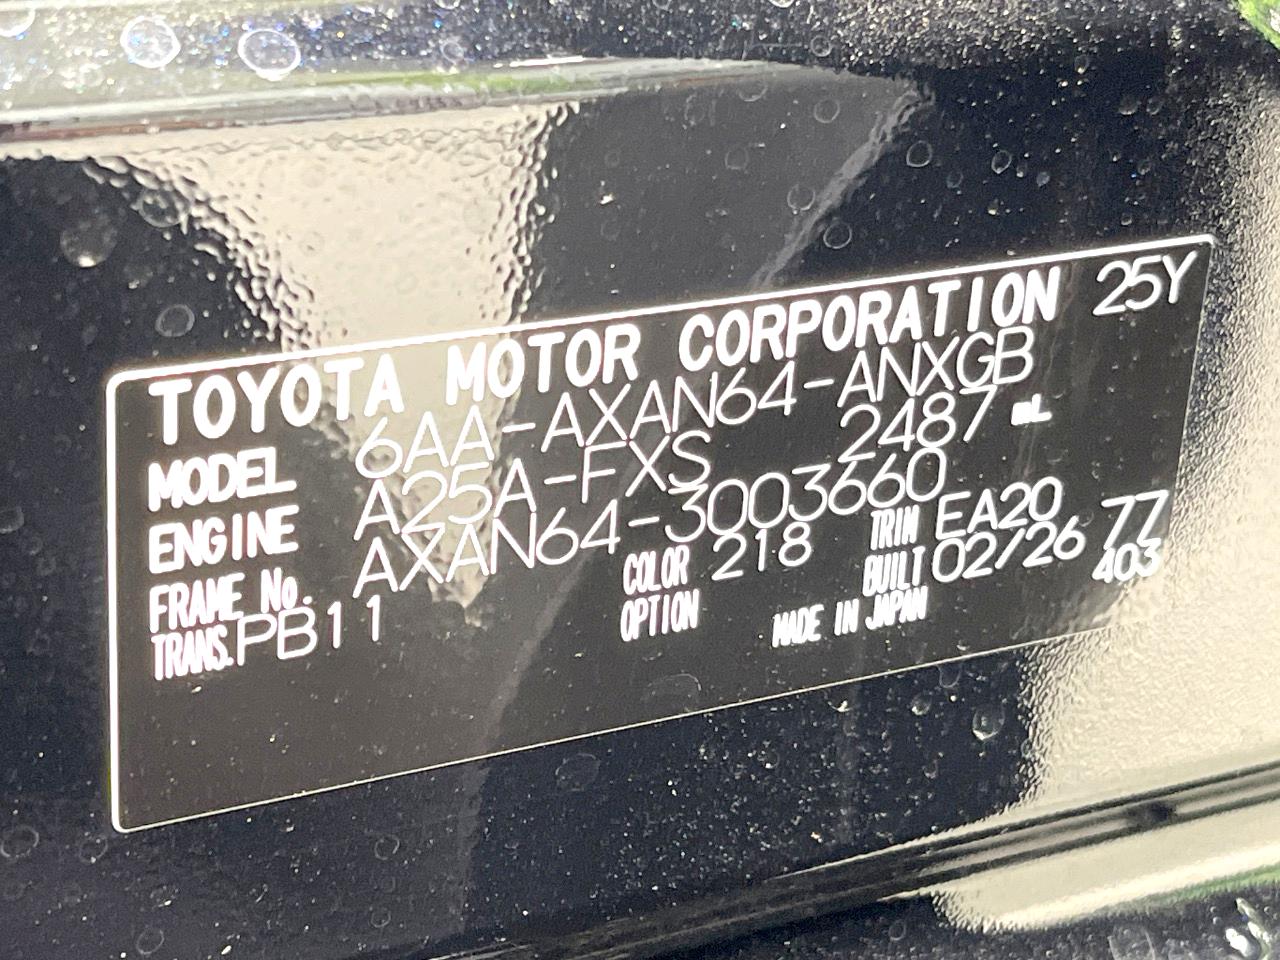 TOYOTA MOTOR CORPORATION 25Y
MODEL 6AA-AXAN64-ANXGB
ENGINE A25A-FXS 2487 mL
FRAME No. AXAN64-3003660
TRANS. PB11 COLOR 218 TRIM EA20 77
OPTION BUILT 02/26 403
MADE IN JAPAN